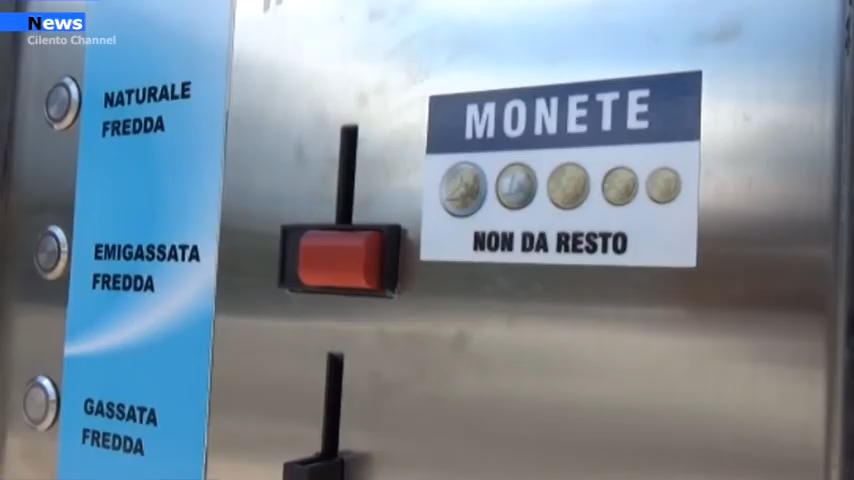 News
Cilento Channel
NATURALE
FREDDA
EMIGASSATA
FREDDA
GASSATA
FREDDA
MONETE
NON DA RESTO